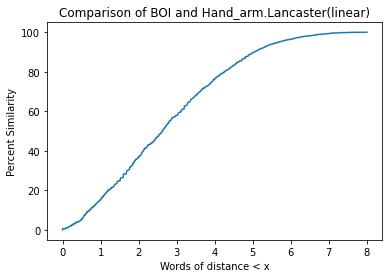 Comparison of BOI and Hand_arm.Lancaster(linear)
100
80
60
40
20
0
Percent Similarity
0 1 2 3 4 5 6 7 8
Words of distance < x